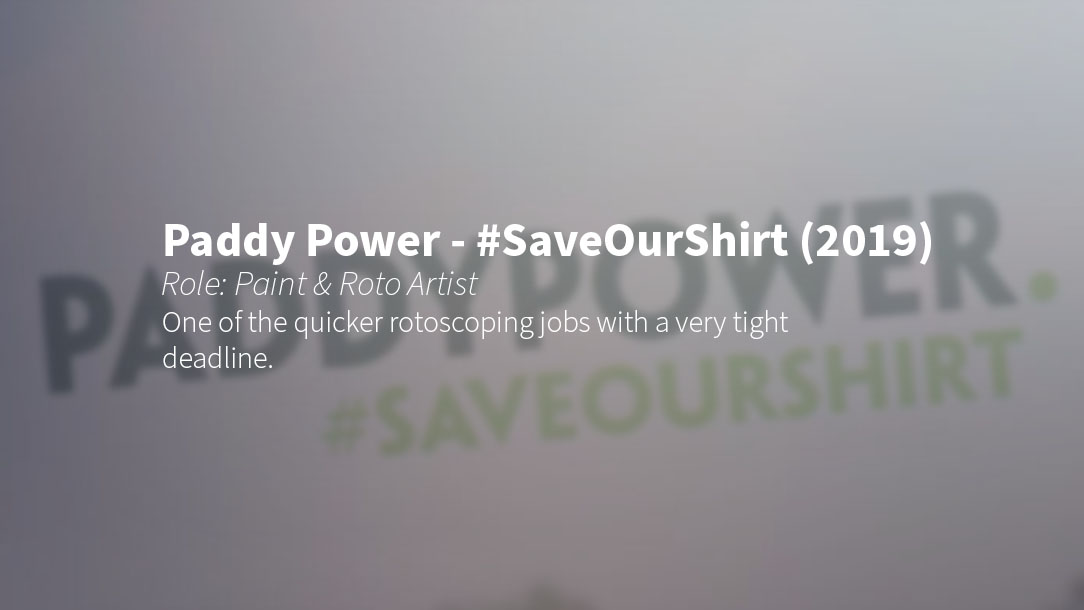 Paddy Power - #SaveOurShirt (2019)
Role: Paint & Roto Artist
One of the quicker rotoscoping jobs with a very tight
deadline.
PADDYPOWER.
#SAVEOURSHIRT